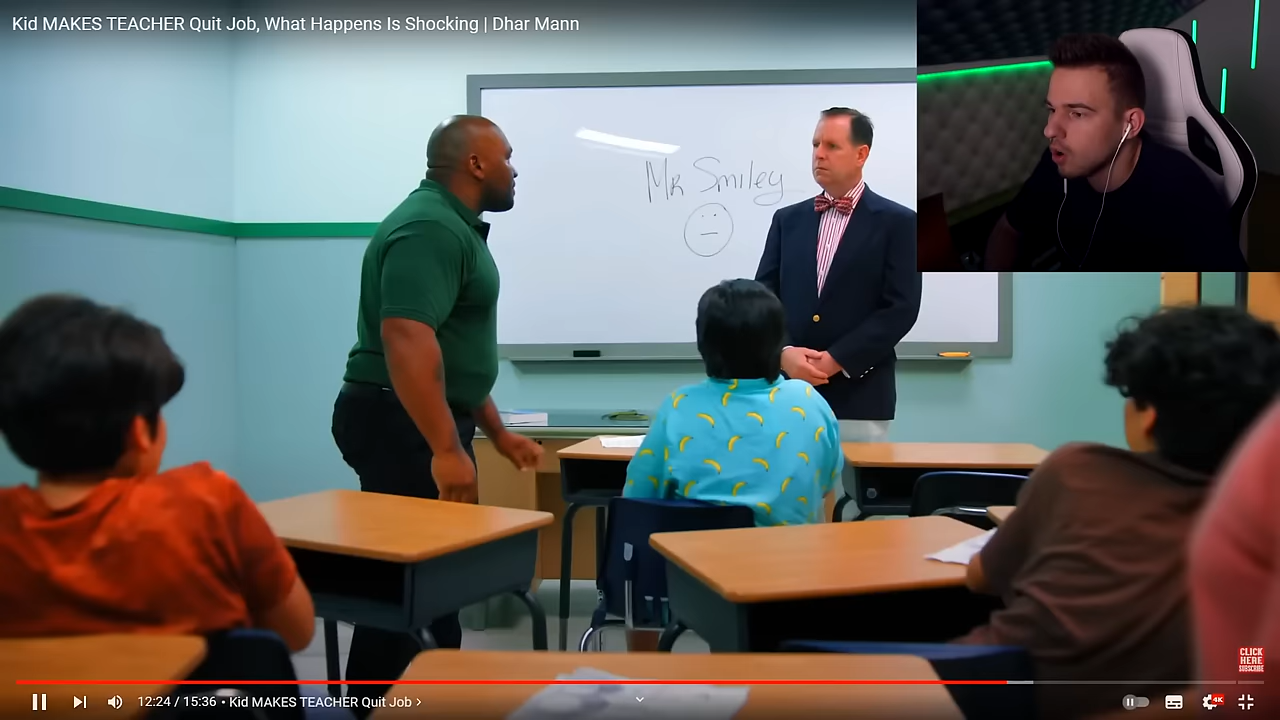 Kid MAKES TEACHER Quit Job, What Happens Is Shocking | Dhar Mann
Mr Smiley
CLICK
HERE
SUBSCRIBE
12:24 / 15:36 • Kid MAKES TEACHER Quit Job >
4K